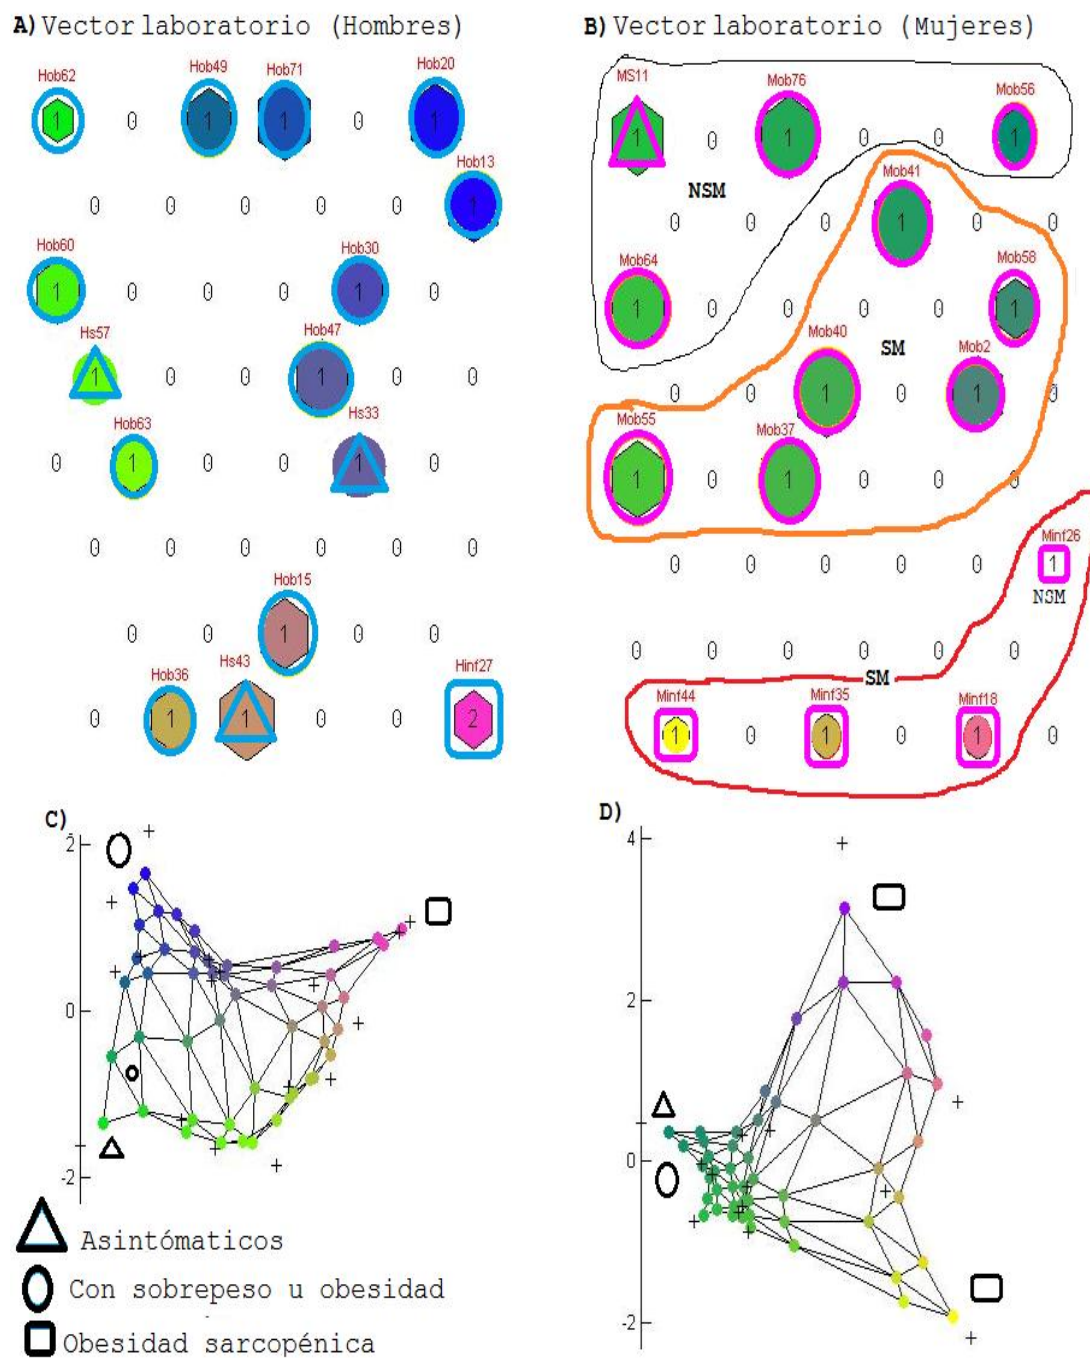 A) Vector laboratorio (Hombres)
B) Vector laboratorio (Mujeres)
Hob62 Hob49 Hob71 Hob20
1 0 1 1 0 1
Hob13
0 0 0 0 0 1
Hob60 Hob30
1 0 0 0 1 0
Hs57 Hob47
1 0 0 1 0
Hs33
Hob63
0 1 0 0 1 0
0 0 0 0 0 0
Hob15
0 0 1 0 0
Hob36 Hs43 Hinf27
0 1 1 0 0 2
MS11 Mob76 Mob56
1 0 1 0 0 1
NSM
Mob41
0 0 0 1 0 0
Mob64 Mob58
1 0 0 0 0 1
Mob40 SM Mob2
0 0 1 0 1 0
Mob55 Mob37
1 0 1 0 0 0
Minf26
0 0 0 0 0 1
NSM
0 0 0 0 0 0
SM
Minf44 Minf35 Minf18
1 0 1 0 1 0
C)
2
0
-2
D)
4
2
0
-2
Asintómaticos
Con sobrepeso u obesidad
Obesidad sarcopénica